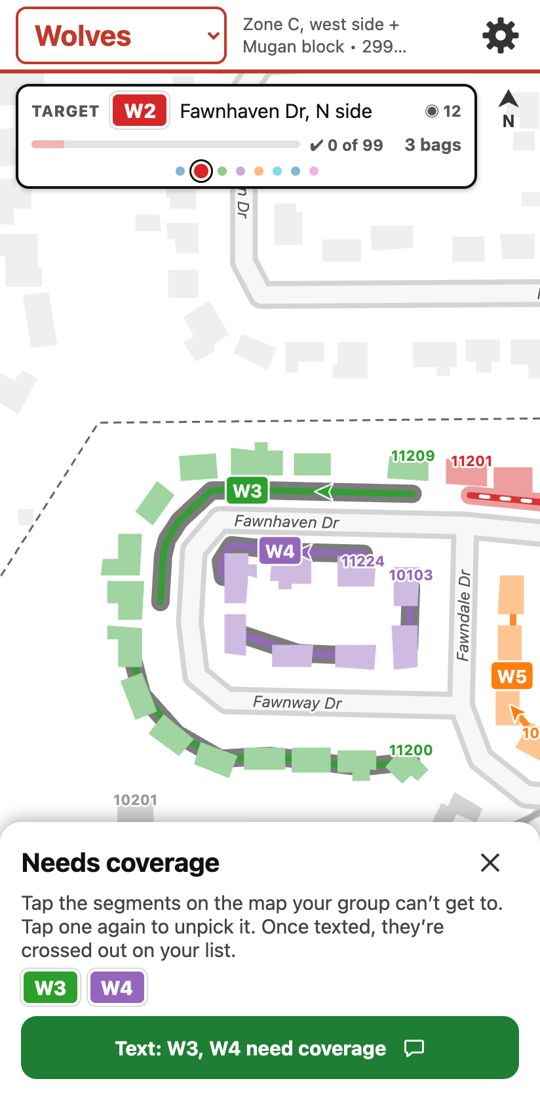 Wolves
Zone C, west side +
Mugan block • 299...
TARGET W2 Fawnhaven Dr, N side 12
✔ 0 of 99 3 bags
N
n Dr
11209
11201
W3
Fawnhaven Dr
W4
11224
10103
Fawndale Dr
W5
Fawnway Dr
10
11200
10201
Needs coverage
Tap the segments on the map your group can’t get to.
Tap one again to unpick it. Once texted, they’re
crossed out on your list.
W3 W4
Text: W3, W4 need coverage